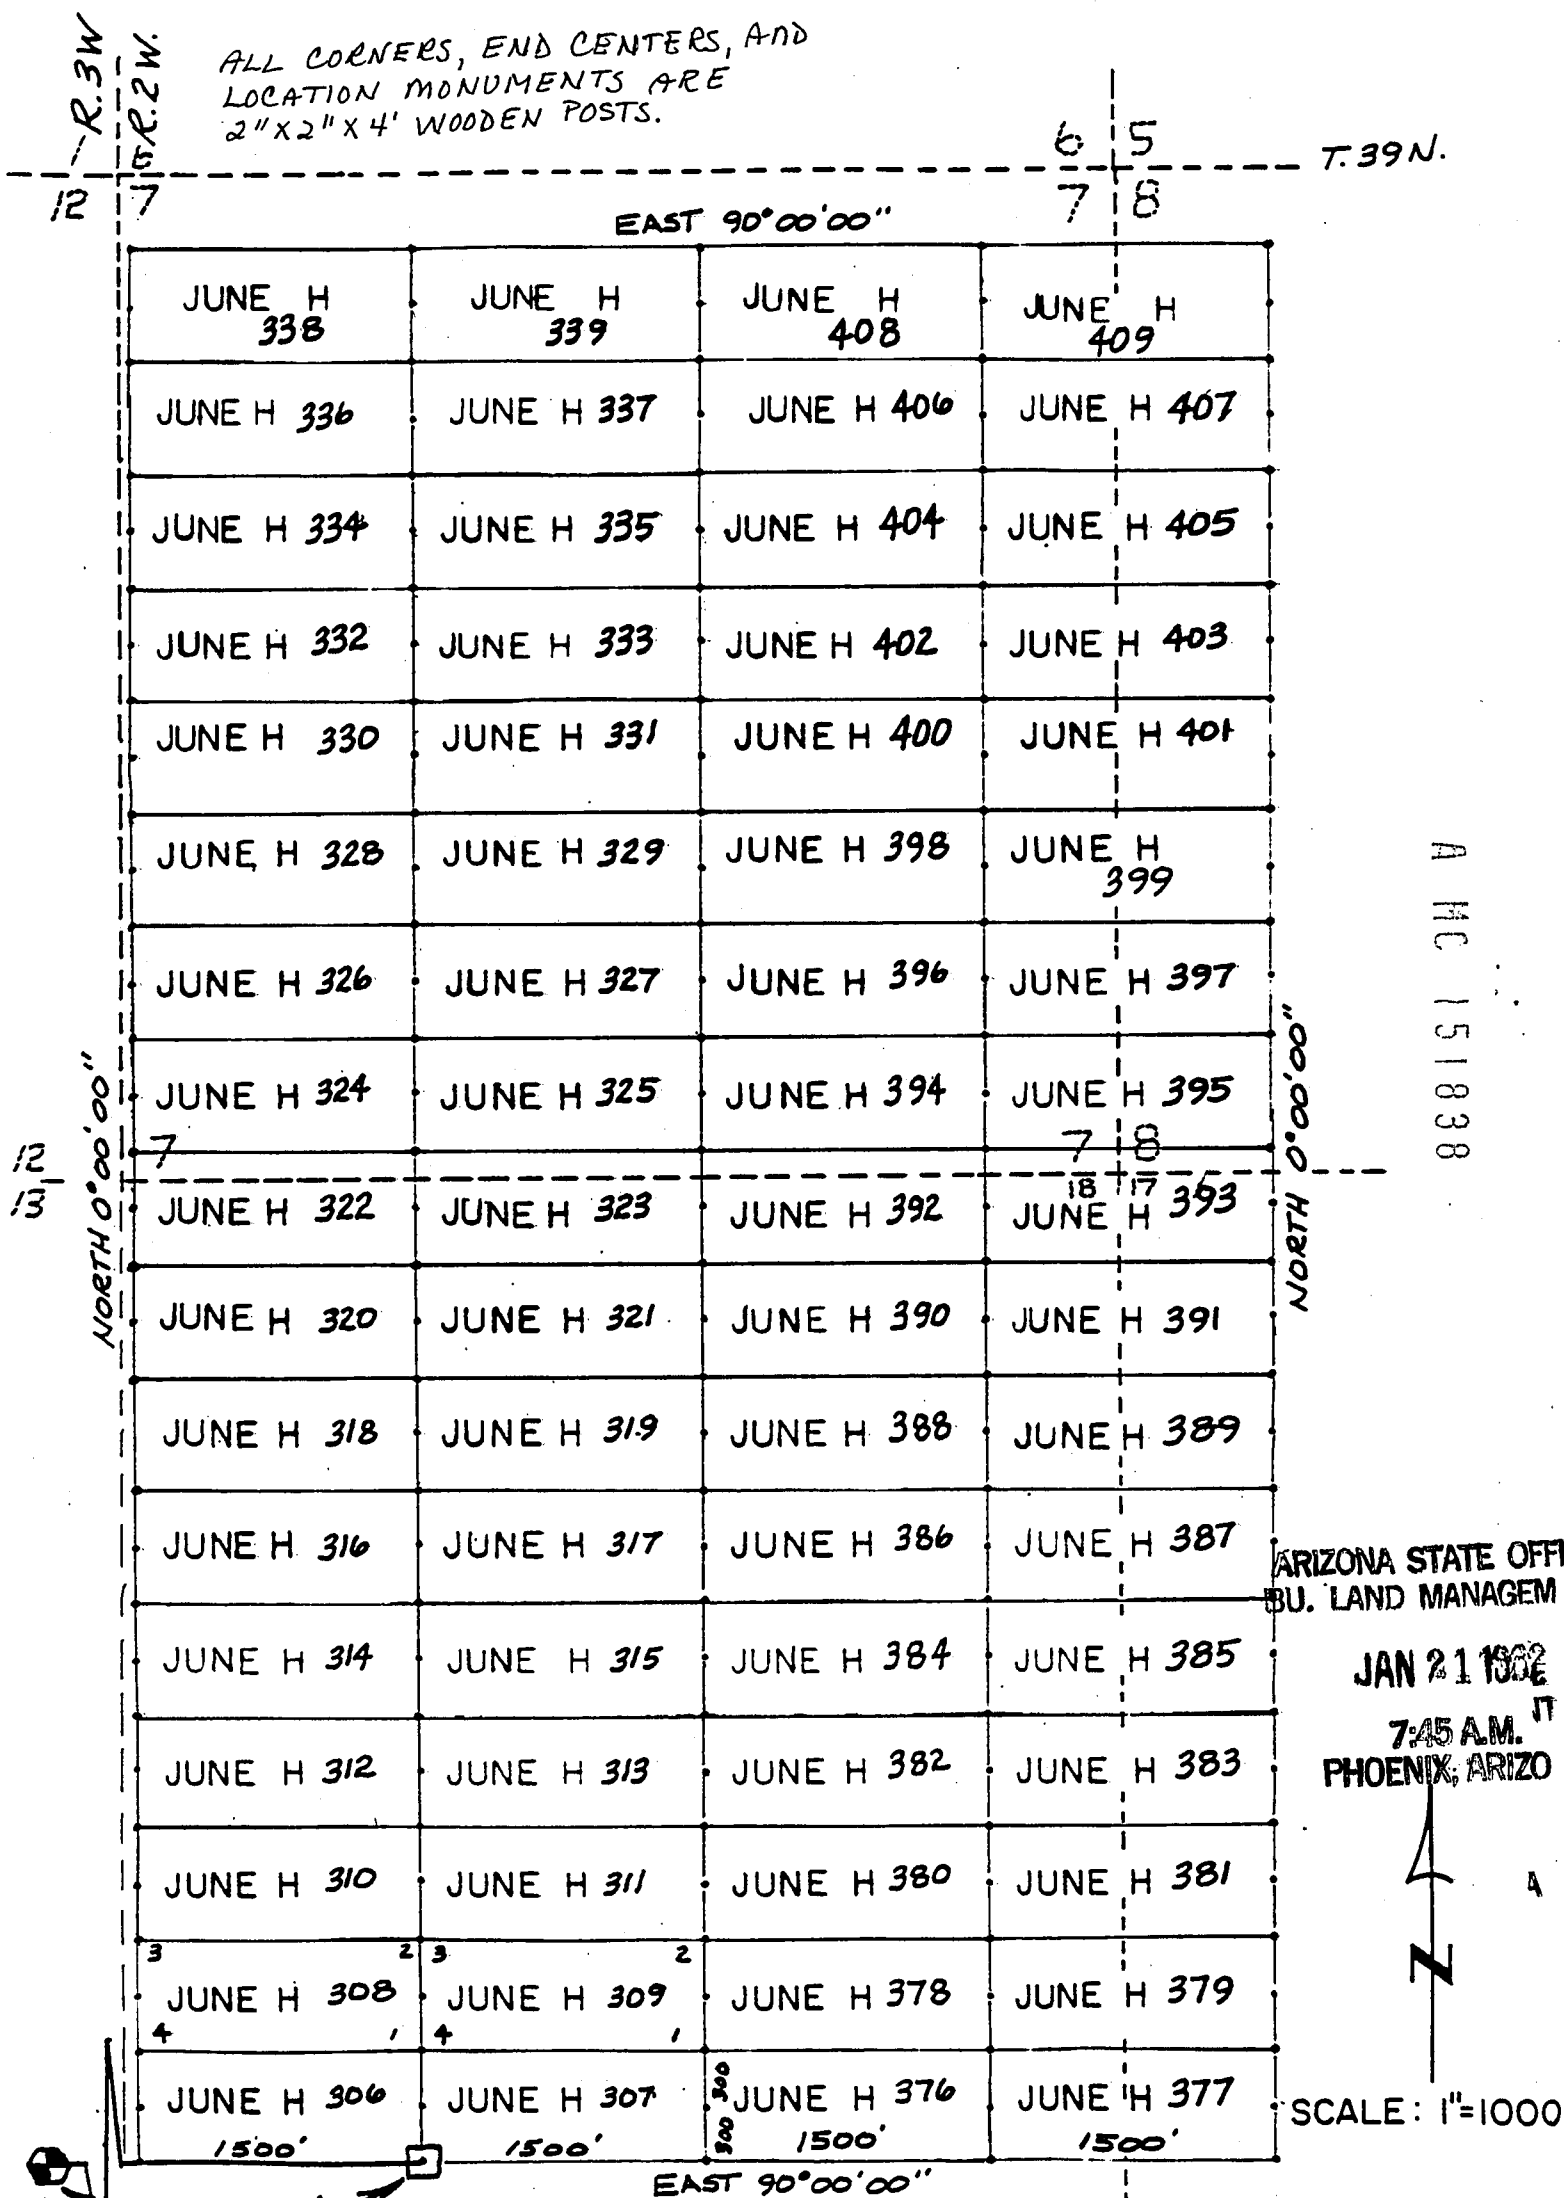 R.3W
R.2W.
ALL CORNERS, END CENTERS, AND
LOCATION MONUMENTS ARE
2"X2"X4' WOODEN POSTS.
6 5
T.39N.
12 7
7 8
EAST 90°00'00"
JUNE H 338
JUNE H 339
JUNE H 408
JUNE H 409
JUNE H 336
JUNE H 337
JUNE H 406
JUNE H 407
JUNE H 334
JUNE H 335
JUNE H 404
JUNE H 405
JUNE H 332
JUNE H 333
JUNE H 402
JUNE H 403
JUNE H 330
JUNE H 331
JUNE H 400
JUNE H 401
JUNE H 328
JUNE H 329
JUNE H 398
JUNE H 399
JUNE H 326
JUNE H 327
JUNE H 396
JUNE H 397
JUNE H 324
JUNE H 325
JUNE H 394
JUNE H 395
12 7
7 8
13
18 17
JUNE H 322
JUNE H 323
JUNE H 392
JUNE H 393
NORTH 0°00'00"
NORTH 0°00'00"
A MC 151838
JUNE H 320
JUNE H 321
JUNE H 390
JUNE H 391
JUNE H 318
JUNE H 319
JUNE H 388
JUNE H 389
JUNE H 316
JUNE H 317
JUNE H 386
JUNE H 387
ARIZONA STATE OFFI
BU. LAND MANAGEM
JUNE H 314
JUNE H 315
JUNE H 384
JUNE H 385
JAN 21 1982
7:45 A.M.
PHOENIX, ARIZO
JUNE H 312
JUNE H 313
JUNE H 382
JUNE H 383
JUNE H 310
JUNE H 311
JUNE H 380
JUNE H 381
N
3 2 3 2
JUNE H 308
JUNE H 309
JUNE H 378
JUNE H 379
4 1 4 1
JUNE H 306
JUNE H 307
300
300
JUNE H 376
JUNE H 377
SCALE: 1"=1000
1500'
1500'
1500'
1500'
EAST 90°00'00"